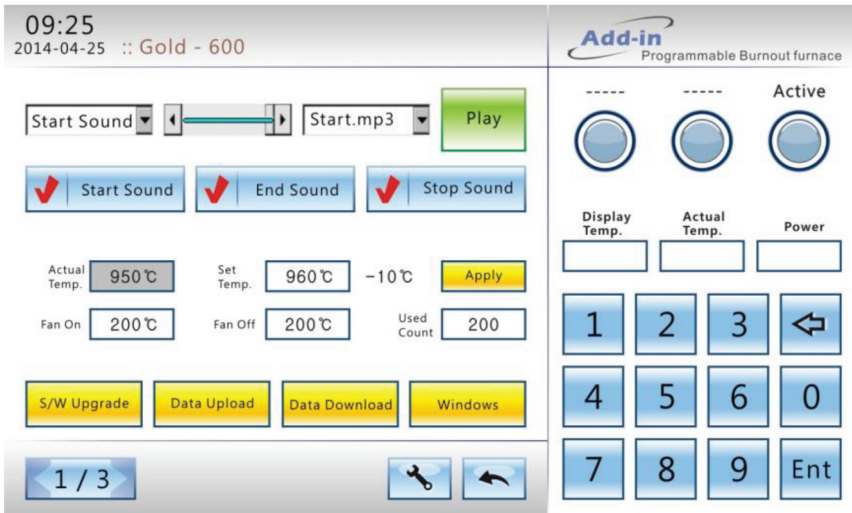 09:25
2014-04-25 :: Gold - 600
Add-in
Programmable Burnout furnace
Start Sound
Start.mp3
Play
Start Sound
End Sound
Stop Sound
Actual
Temp.
950℃
Set
Temp.
960℃
-10℃
Apply
Fan On
200℃
Fan Off
200℃
Used
Count
200
S/W Upgrade
Data Upload
Data Download
Windows
1 / 3
-----
-----
Active
Display
Temp.
Actual
Temp.
Power
1 2 3
4 5 6 0
7 8 9 Ent